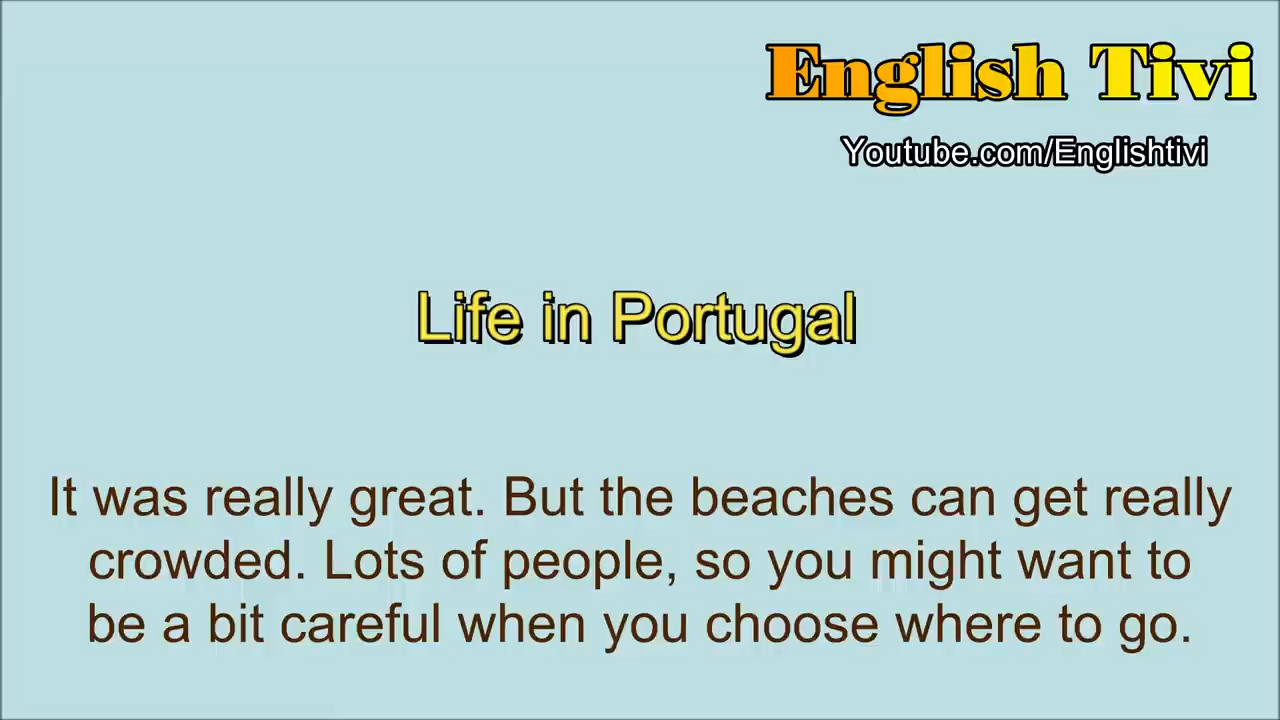 English Tivi
Youtube.com/Englishtivi
Life in Portugal
It was really great. But the beaches can get really
crowded. Lots of people, so you might want to
be a bit careful when you choose where to go.